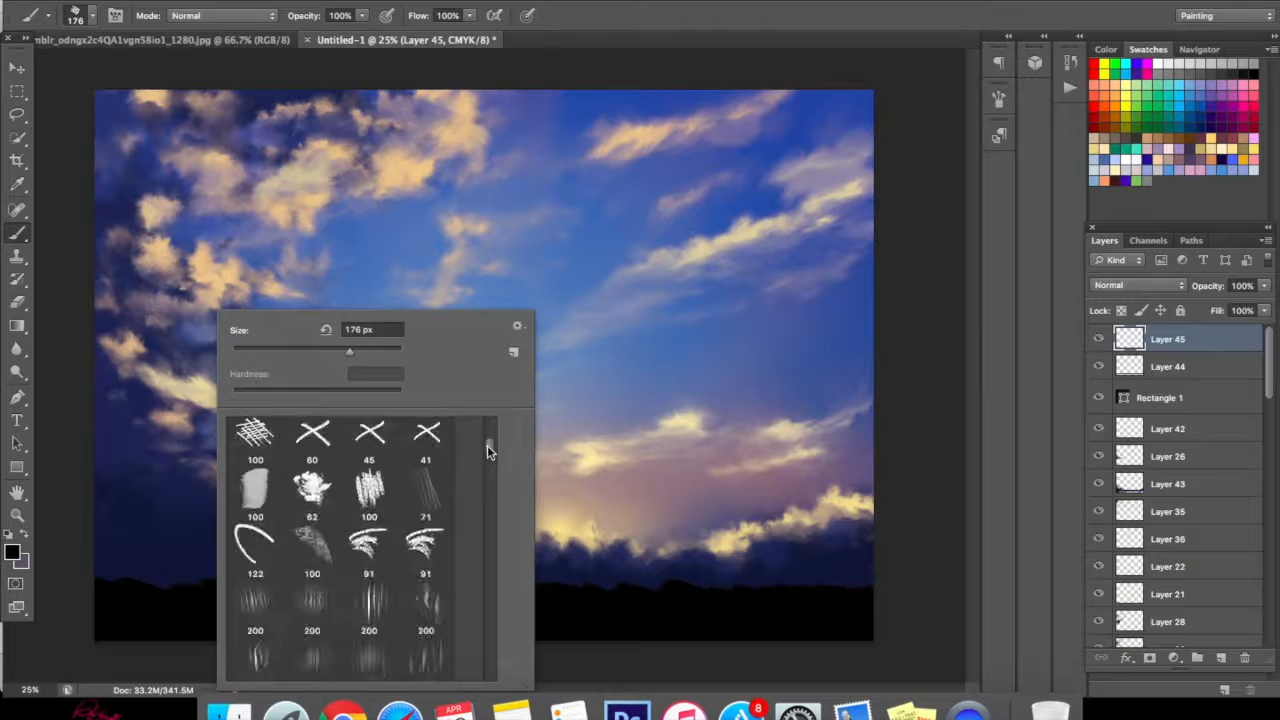 176 Mode: Normal Opacity: 100% Flow: 100% Painting
mblr_odngx2c4QA1vgn58io1_1280.jpg @ 66.7% (RGB/8) × Untitled-1 @ 25% (Layer 45, CMYK/8) *
Color Swatches Navigator
Layers Channels Paths
Kind
Normal Opacity: 100%
Lock: Fill: 100%
Layer 45
Layer 44
Rectangle 1
Layer 42
Layer 26
Layer 43
Layer 35
Layer 36
Layer 22
Layer 21
Layer 28
Size: 176 px
Hardness:
100 60 45 41
100 62 100 71
122 100 91 91
200 200 200 200
25% Doc: 33.2M/341.5M
APR
Ps
8